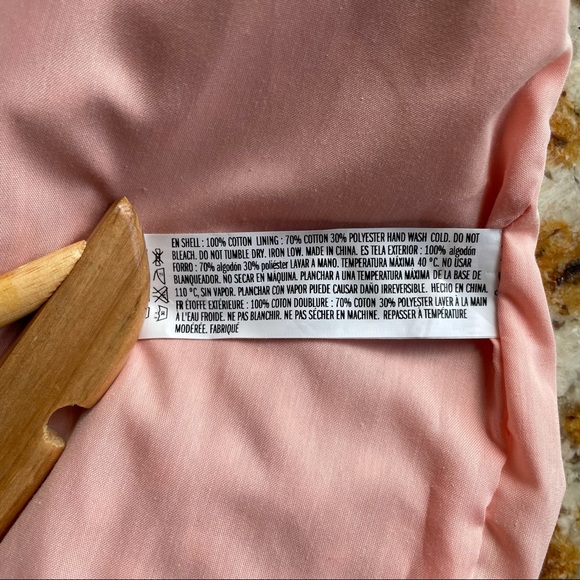 EN SHELL : 100% COTTON LINING : 70% COTTON 30% POLYESTER HAND WASH COLD. DO NOT
BLEACH. DO NOT TUMBLE DRY. IRON LOW. MADE IN CHINA. ES TELA EXTERIOR : 100% algodón
FORRO : 70% algodón 30% poliéster LAVAR A MANO. TEMPERATURA MÁXIMA 40 °C. NO USAR
BLANQUEADOR. NO SECAR EN MAQUINA. PLANCHAR A UNA TEMPERATURA MÁXIMA DE LA BASE DE
110 °C, SIN VAPOR. PLANCHAR CON VAPOR PUEDE CAUSAR DAÑO IRREVERSIBLE. HECHO EN CHINA.
FR ÉTOFFE EXTÉRIEURE : 100% COTON DOUBLURE : 70% COTON 30% POLYESTER LAVER À LA MAIN
A L'EAU FROIDE. NE PAS BLANCHIR. NE PAS SÉCHER EN MACHINE. REPASSER À TEMPÉRATURE
MODÉRÉE. FABRIQUÉ